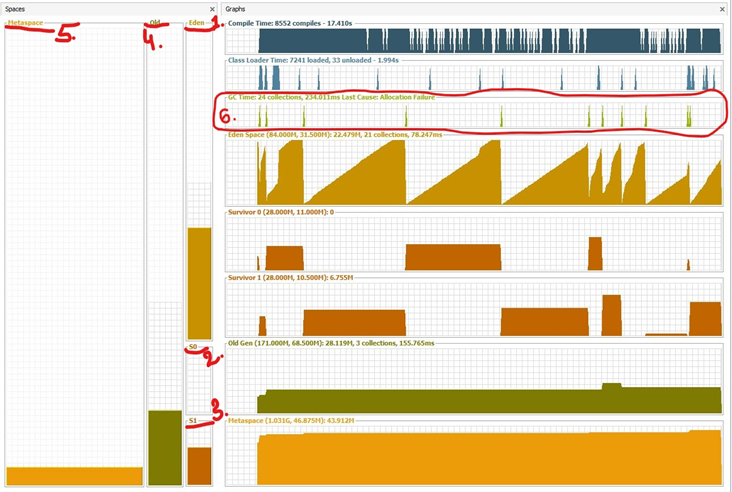 Spaces
Graphs
Metaspace
Old
Eden
5.
4.
1.
2.
3.
6.
S0
S1
Compile Time: 8552 compiles - 17.410s
Class Loader Time: 7241 loaded, 33 unloaded - 1.994s
GC Time: 24 collections, 234.011ms Last Cause: Allocation Failure
Eden Space (84.000M, 31.500M): 22.479M, 21 collections, 78.247ms
Survivor 0 (28.000M, 11.000M): 0
Survivor 1 (28.000M, 10.500M): 6.755M
Old Gen (171.000M, 68.500M): 28.119M, 3 collections, 155.765ms
Metaspace (1.031G, 46.875M): 43.912M